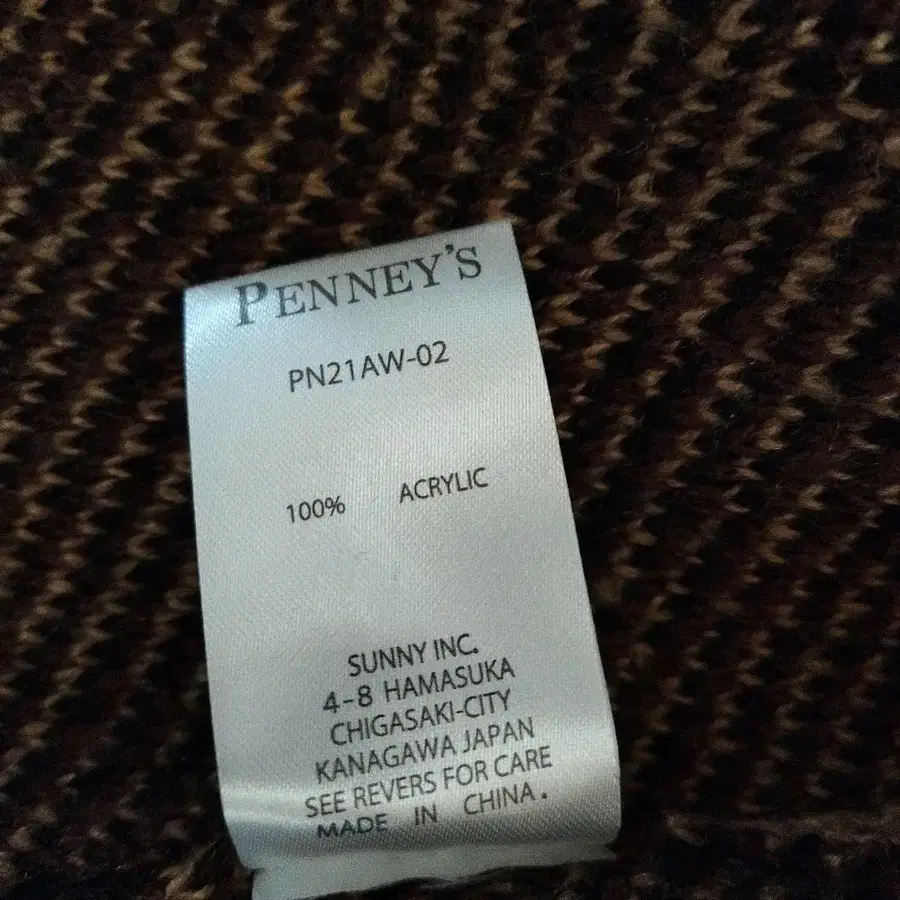 PENNEY'S
PN21AW-02
100% ACRYLIC
SUNNY INC.
4-8 HAMASUKA
CHIGASAKI-CITY
KANAGAWA JAPAN
SEE REVERS FOR CARE
MADE IN CHINA.